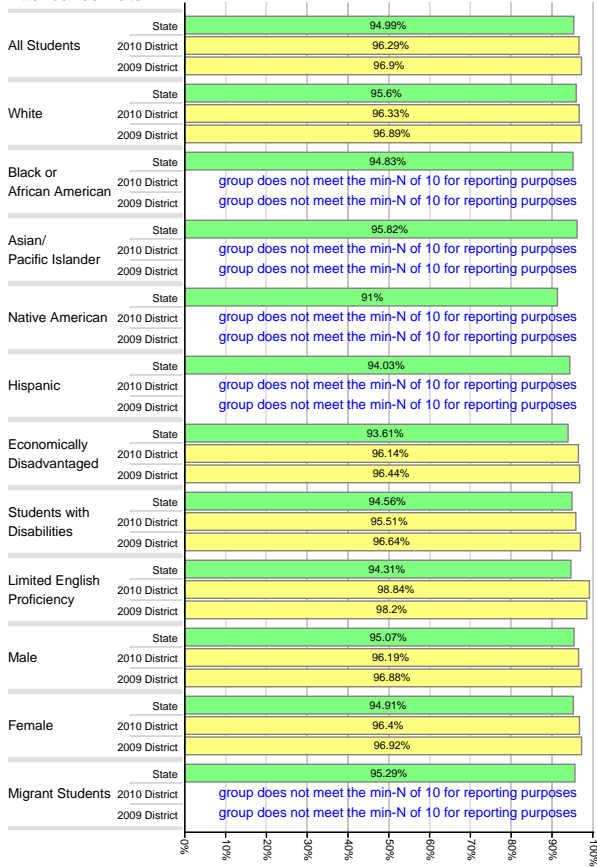 State 94.99%
All Students 2010 District 96.29%
2009 District 96.9%
State 95.6%
White 2010 District 96.33%
2009 District 96.89%
State 94.83%
Black or
African American 2010 District group does not meet the min-N of 10 for reporting purposes
2009 District group does not meet the min-N of 10 for reporting purposes
State 95.82%
Asian/
Pacific Islander 2010 District group does not meet the min-N of 10 for reporting purposes
2009 District group does not meet the min-N of 10 for reporting purposes
State 91%
Native American 2010 District group does not meet the min-N of 10 for reporting purposes
2009 District group does not meet the min-N of 10 for reporting purposes
State 94.03%
Hispanic 2010 District group does not meet the min-N of 10 for reporting purposes
2009 District group does not meet the min-N of 10 for reporting purposes
State 93.61%
Economically
Disadvantaged 2010 District 96.14%
2009 District 96.44%
State 94.56%
Students with
Disabilities 2010 District 95.51%
2009 District 96.64%
State 94.31%
Limited English
Proficiency 2010 District 98.84%
2009 District 98.2%
State 95.07%
Male 2010 District 96.19%
2009 District 96.88%
State 94.91%
Female 2010 District 96.4%
2009 District 96.92%
State 95.29%
Migrant Students 2010 District group does not meet the min-N of 10 for reporting purposes
2009 District group does not meet the min-N of 10 for reporting purposes
0% 10% 20% 30% 40% 50% 60% 70% 80% 90% 100%